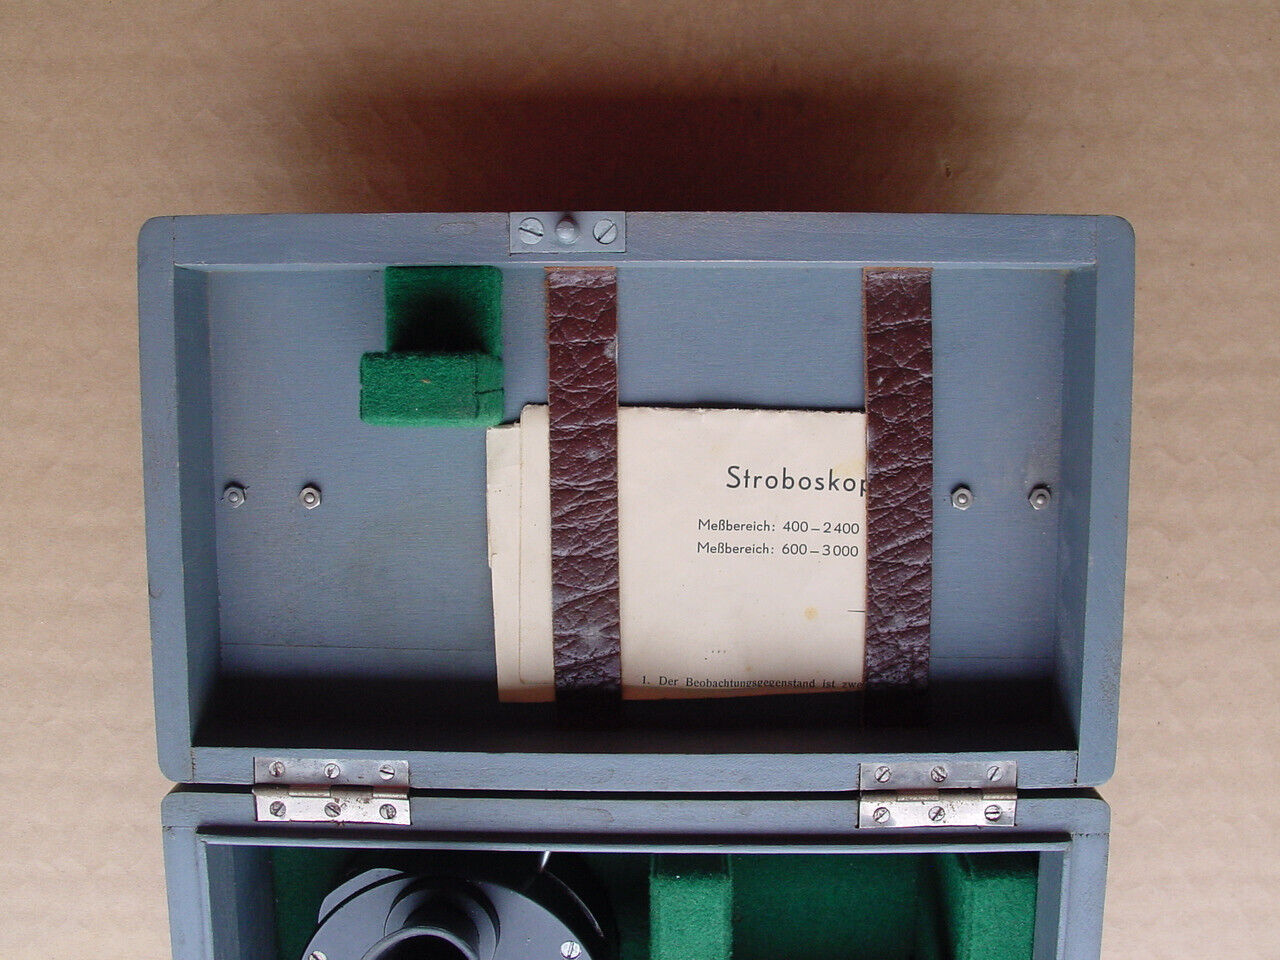 Stroboskop
Meßbereich: 400–2400
Meßbereich: 600–3000
1. Der Beobachtungsgegenstand ist zwe